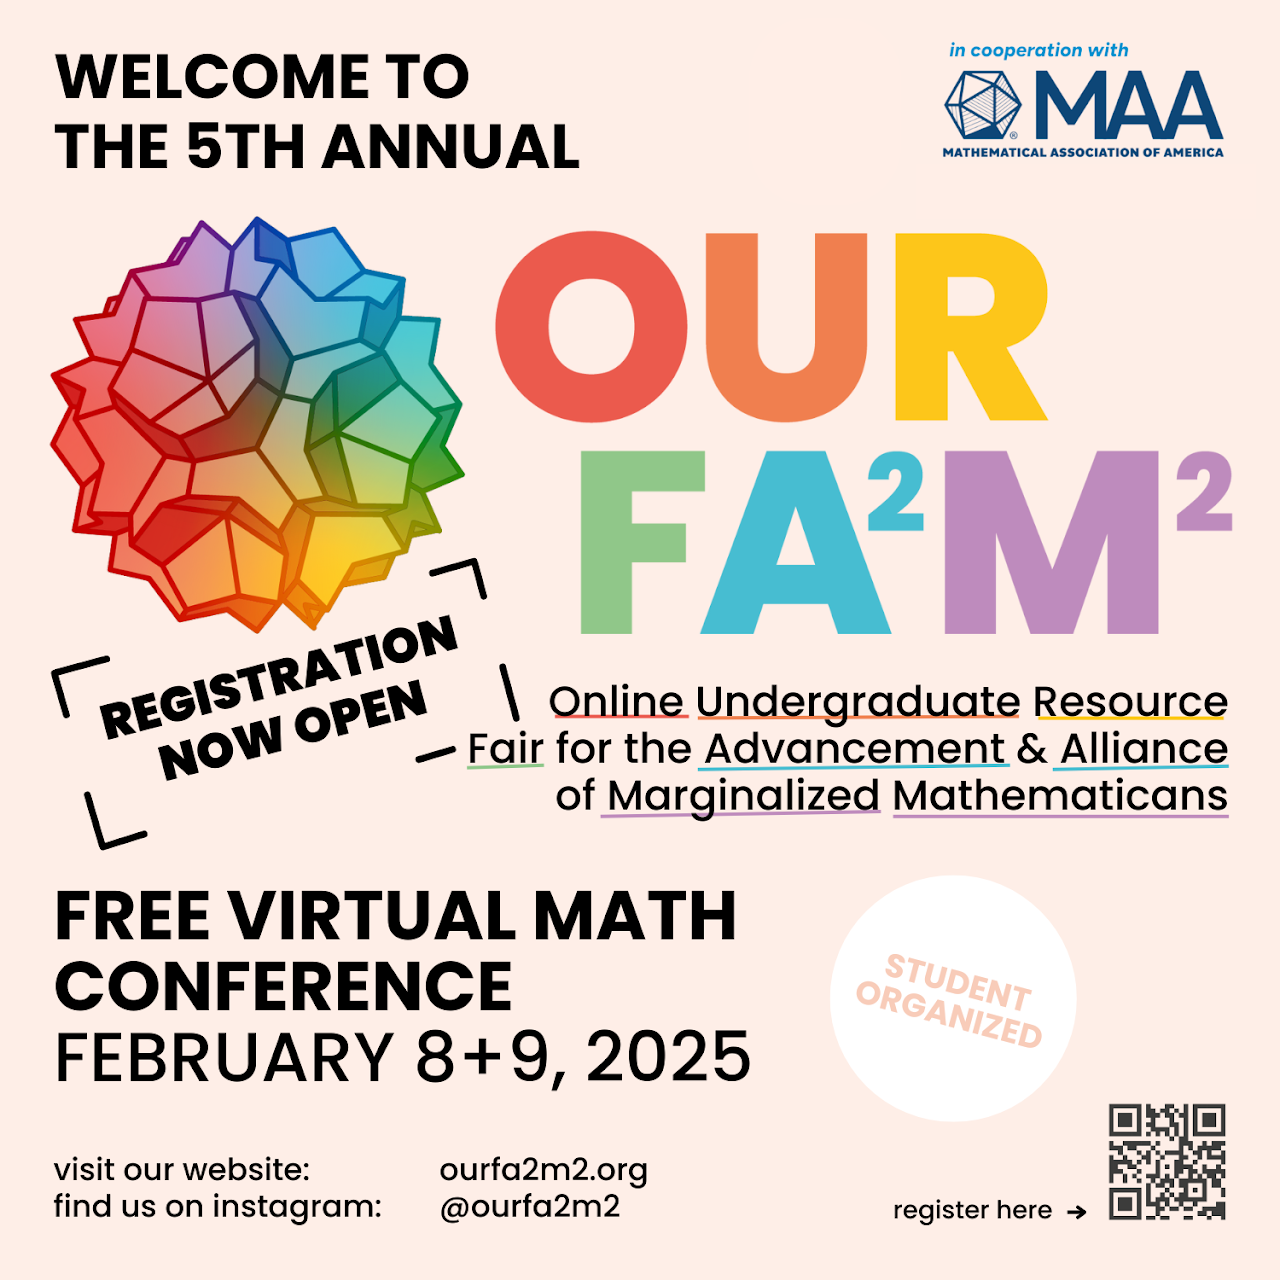 WELCOME TO
THE 5TH ANNUAL
in cooperation with
MAA
®
MATHEMATICAL ASSOCIATION OF AMERICA
OUR
FA²M²
REGISTRATION
NOW OPEN
Online Undergraduate Resource
Fair for the Advancement & Alliance
of Marginalized Mathematicans
FREE VIRTUAL MATH
CONFERENCE
FEBRUARY 8+9, 2025
STUDENT
ORGANIZED
visit our website: ourfa2m2.org
find us on instagram: @ourfa2m2
register here →